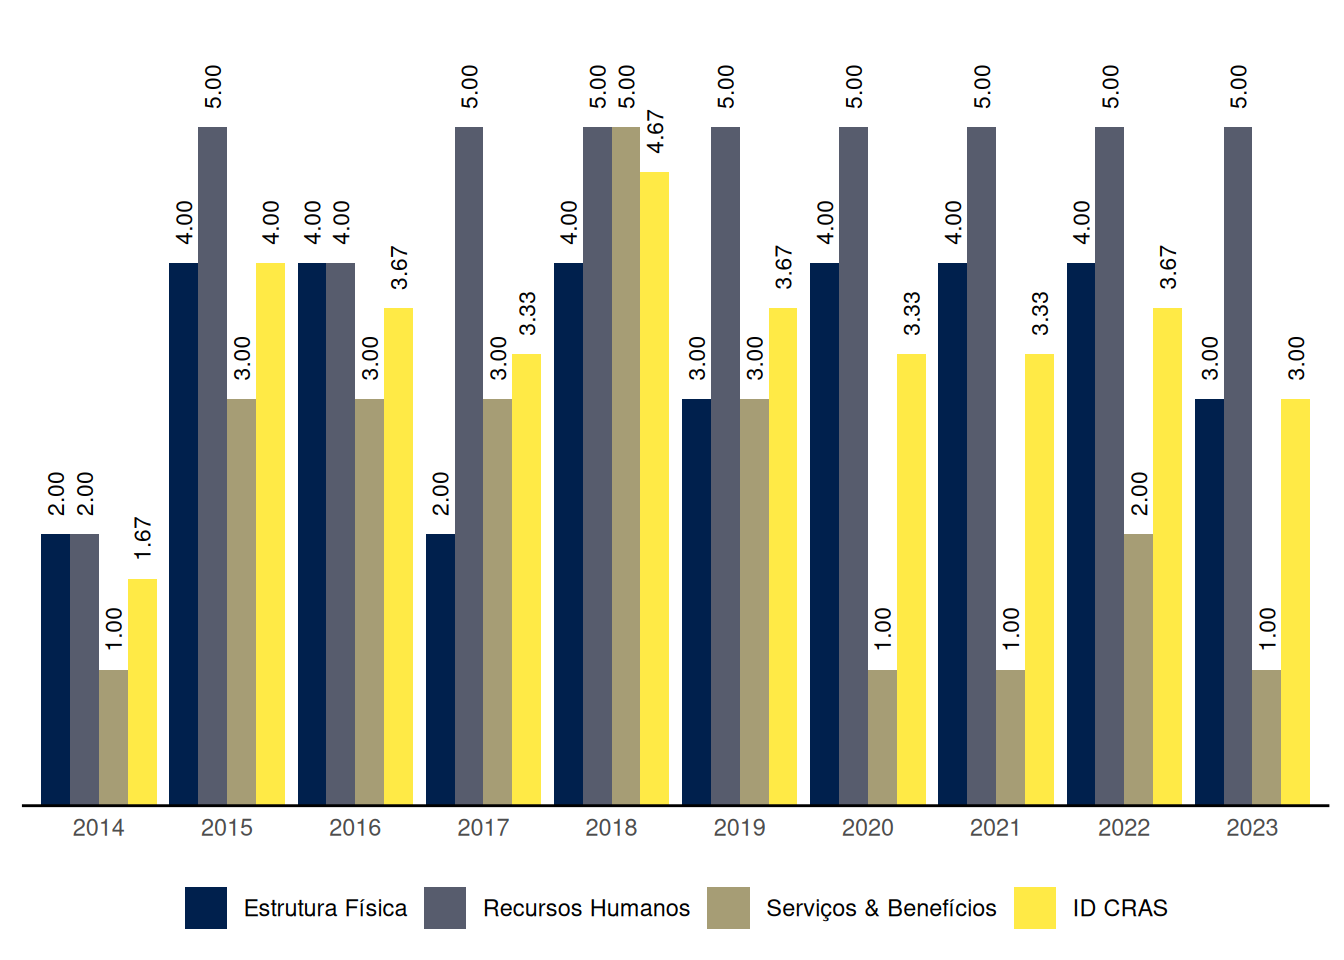 5.00 5.00 5.00 5.00 5.00 5.00 5.00 5.00 5.00
4.67
4.00 4.00 4.00 4.00 4.00 4.00 4.00 4.00
3.67 3.67 3.67
3.33 3.33 3.33
3.00 3.00 3.00 3.00 3.00 3.00 3.00
2.00 2.00 2.00 2.00
1.67
1.00 1.00 1.00 1.00
2014 2015 2016 2017 2018 2019 2020 2021 2022 2023
Estrutura Física Recursos Humanos Serviços & Benefícios ID CRAS